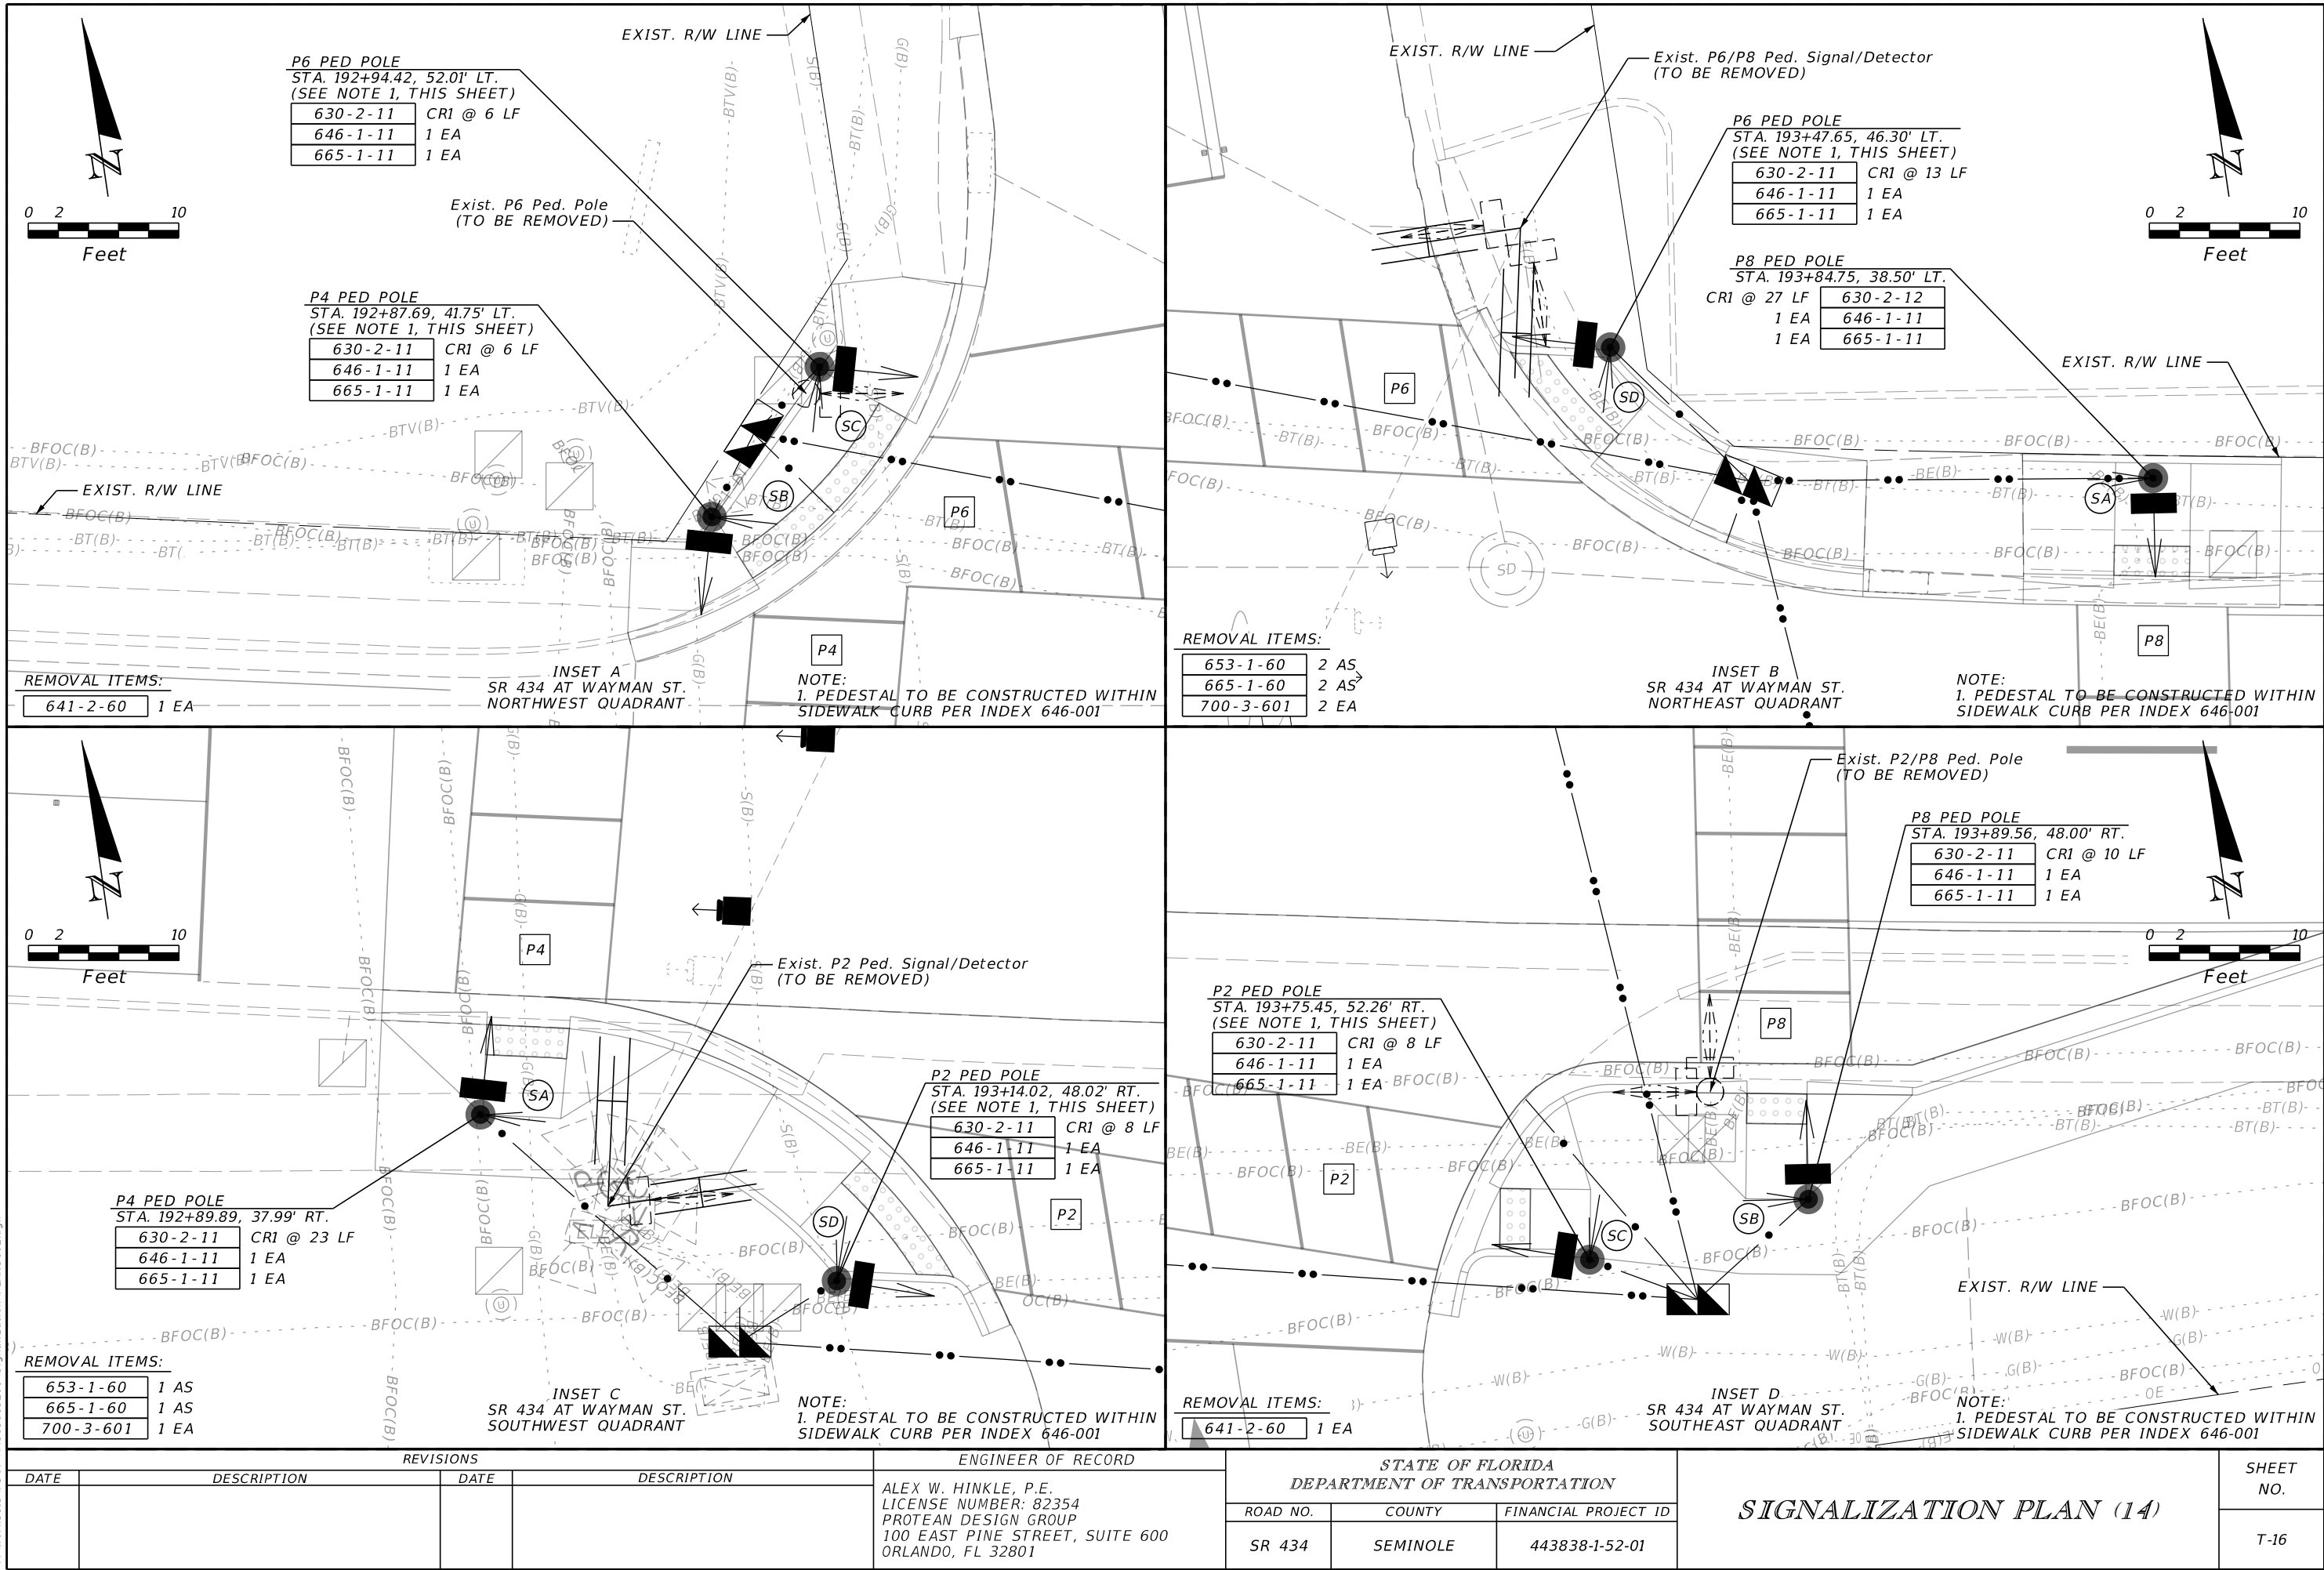 EXIST. R/W LINE
P6 PED POLE
STA. 192+94.42, 52.01' LT.
(SEE NOTE 1, THIS SHEET)
630-2-11 CR1 @ 6 LF
646-1-11 1 EA
665-1-11 1 EA
Exist. P6 Ped. Pole
(TO BE REMOVED)
N
0 2 10
Feet
P4 PED POLE
STA. 192+87.69, 41.75' LT.
(SEE NOTE 1, THIS SHEET)
630-2-11 CR1 @ 6 LF
646-1-11 1 EA
665-1-11 1 EA
EXIST. R/W LINE
SC
SB
P6
P4
BTV(B)
BFOC(B)
BT(B)
G(B)
S(B)
REMOVAL ITEMS:
641-2-60 1 EA
INSET A
SR 434 AT WAYMAN ST.
NORTHWEST QUADRANT
NOTE:
1. PEDESTAL TO BE CONSTRUCTED WITHIN
SIDEWALK CURB PER INDEX 646-001
EXIST. R/W LINE
Exist. P6/P8 Ped. Signal/Detector
(TO BE REMOVED)
P6 PED POLE
STA. 193+47.65, 46.30' LT.
(SEE NOTE 1, THIS SHEET)
630-2-11 CR1 @ 13 LF
646-1-11 1 EA
665-1-11 1 EA
N
0 2 10
Feet
P8 PED POLE
STA. 193+84.75, 38.50' LT.
CR1 @ 27 LF 630-2-12
1 EA 646-1-11
1 EA 665-1-11
EXIST. R/W LINE
P6
SD
SA
SD
P8
BFOC(B)
BT(B)
BE(B)
REMOVAL ITEMS:
653-1-60 2 AS
665-1-60 2 AS
700-3-601 2 EA
INSET B
SR 434 AT WAYMAN ST.
NORTHEAST QUADRANT
NOTE:
1. PEDESTAL TO BE CONSTRUCTED WITHIN
SIDEWALK CURB PER INDEX 646-001
N
0 2 10
Feet
P4
Exist. P2 Ped. Signal/Detector
(TO BE REMOVED)
P2 PED POLE
STA. 193+14.02, 48.02' RT.
(SEE NOTE 1, THIS SHEET)
630-2-11 CR1 @ 8 LF
646-1-11 1 EA
665-1-11 1 EA
SA
SD
P2
P4 PED POLE
STA. 192+89.89, 37.99' RT.
630-2-11 CR1 @ 23 LF
646-1-11 1 EA
665-1-11 1 EA
BFOC(B)
G(B)
S(B)
BE(B)
REMOVAL ITEMS:
653-1-60 1 AS
665-1-60 1 AS
700-3-601 1 EA
INSET C
SR 434 AT WAYMAN ST.
SOUTHWEST QUADRANT
NOTE:
1. PEDESTAL TO BE CONSTRUCTED WITHIN
SIDEWALK CURB PER INDEX 646-001
Exist. P2/P8 Ped. Pole
(TO BE REMOVED)
P8 PED POLE
STA. 193+89.56, 48.00' RT.
630-2-11 CR1 @ 10 LF
646-1-11 1 EA
665-1-11 1 EA
N
0 2 10
Feet
P2 PED POLE
STA. 193+75.45, 52.26' RT.
(SEE NOTE 1, THIS SHEET)
630-2-11 CR1 @ 8 LF
646-1-11 1 EA
665-1-11 1 EA
P8
P2
SC
SB
BE(B)
BFOC(B)
BT(B)
W(B)
G(B)
OE
EXIST. R/W LINE
REMOVAL ITEMS:
641-2-60 1 EA
INSET D
SR 434 AT WAYMAN ST.
SOUTHEAST QUADRANT
NOTE:
1. PEDESTAL TO BE CONSTRUCTED WITHIN
SIDEWALK CURB PER INDEX 646-001
REVISIONS
DATE DESCRIPTION DATE DESCRIPTION
ENGINEER OF RECORD
ALEX W. HINKLE, P.E.
LICENSE NUMBER: 82354
PROTEAN DESIGN GROUP
100 EAST PINE STREET, SUITE 600
ORLANDO, FL 32801
STATE OF FLORIDA
DEPARTMENT OF TRANSPORTATION
ROAD NO. COUNTY FINANCIAL PROJECT ID
SR 434 SEMINOLE 443838-1-52-01
SIGNALIZATION PLAN (14)
SHEET
NO.
T-16